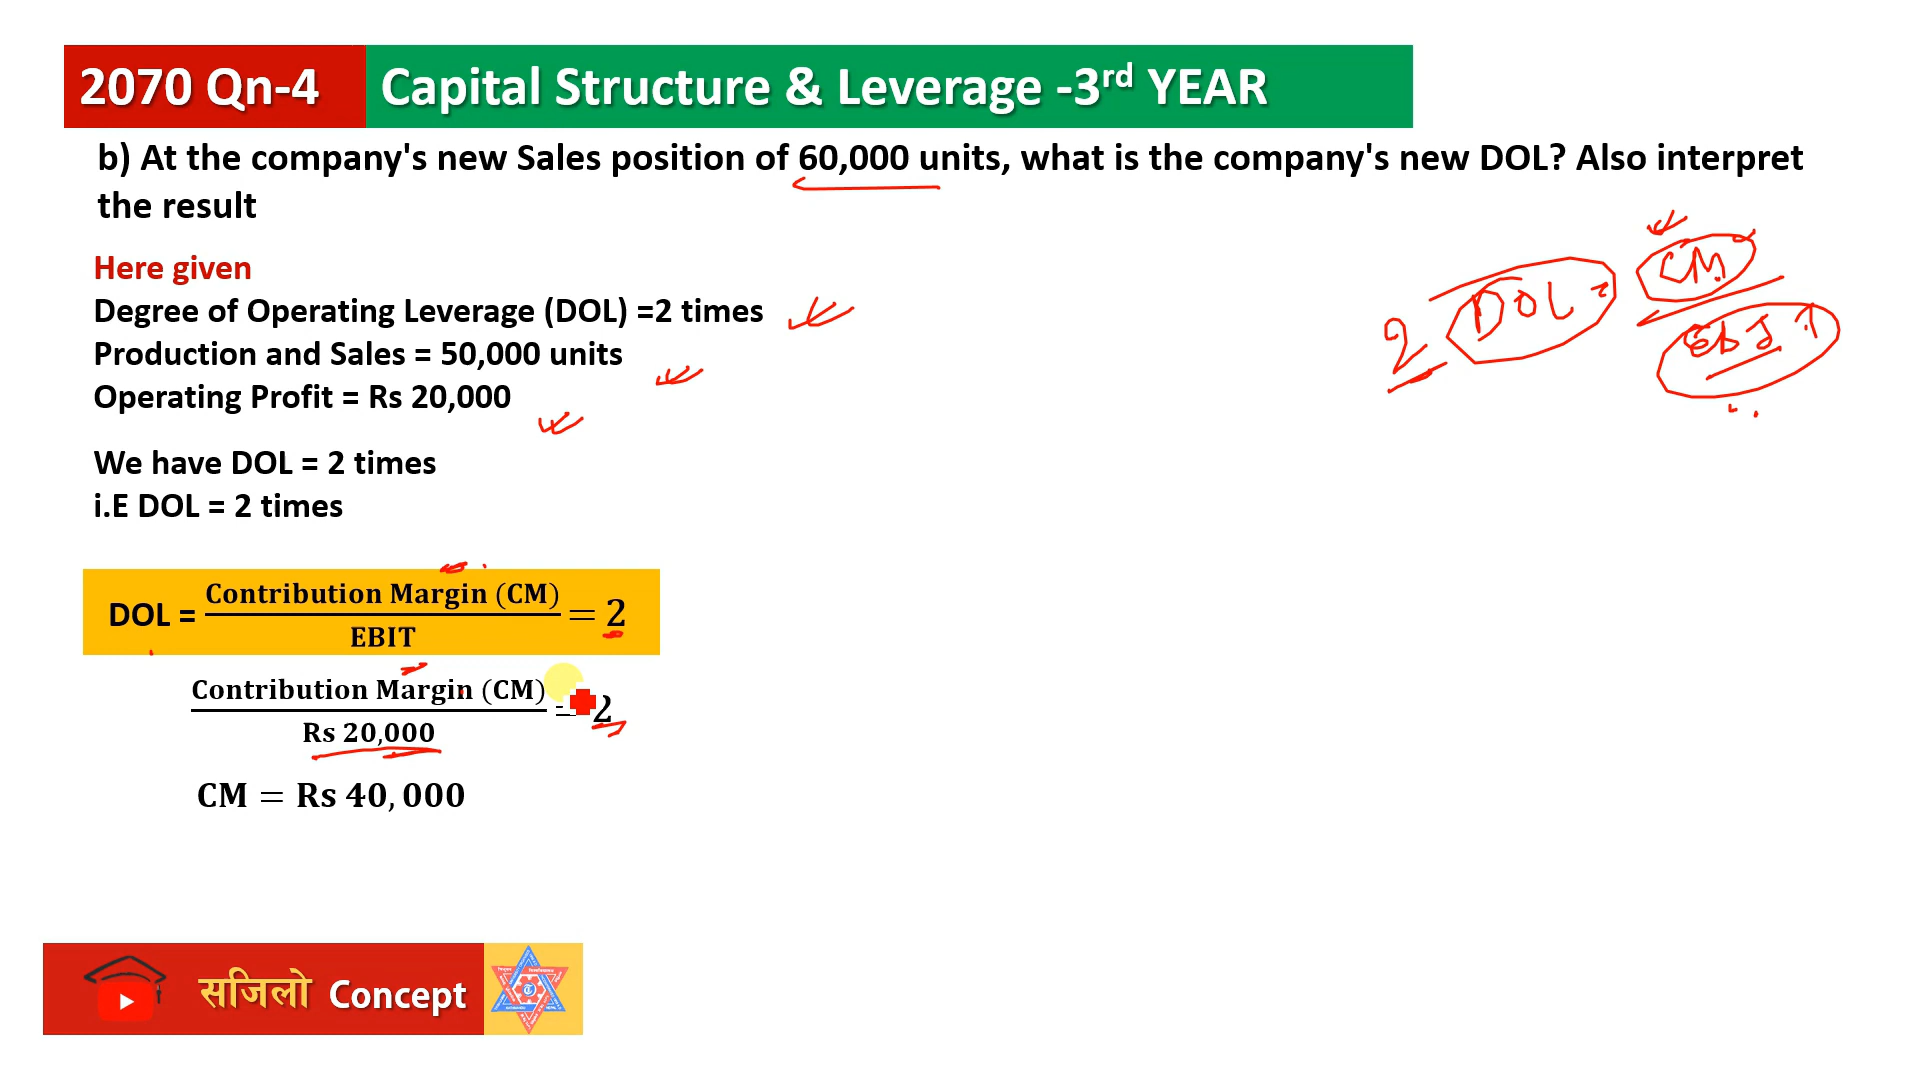 2070 Qn-4 Capital Structure & Leverage -3rd YEAR
b) At the company's new Sales position of 60,000 units, what is the company's new DOL? Also interpret
the result
Here given
Degree of Operating Leverage (DOL) =2 times
Production and Sales = 50,000 units
Operating Profit = Rs 20,000
2 DOL = CM
EBIT
We have DOL = 2 times
i.E DOL = 2 times
DOL = Contribution Margin (CM) = 2
EBIT
Contribution Margin (CM) = 2
Rs 20,000
CM = Rs 40,000
सजिलो Concept